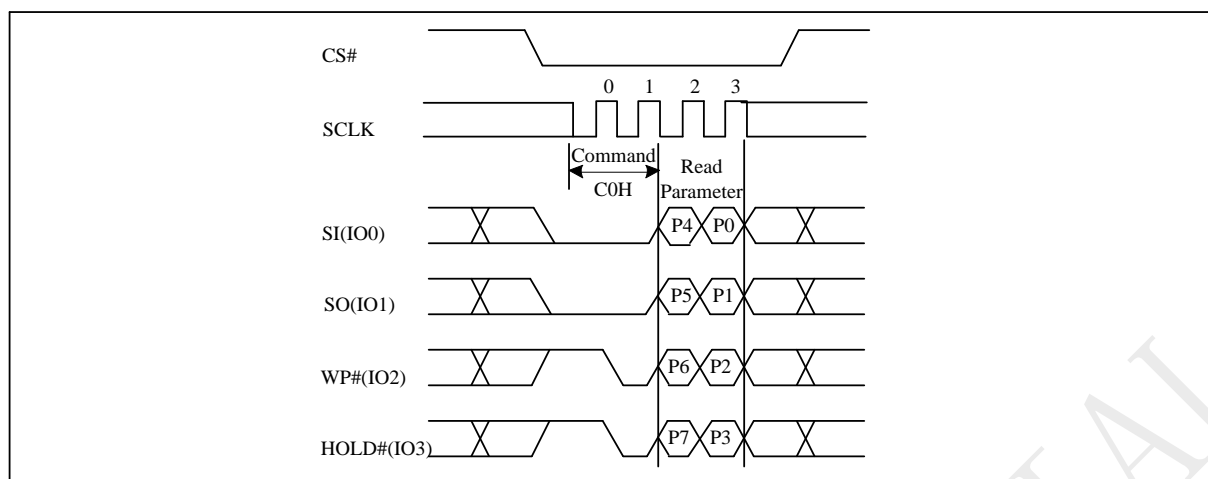 CS#
0 1 2 3
SCLK
Command
C0H
Read
Parameter
SI(IO0)
P4 P0
SO(IO1)
P5 P1
WP#(IO2)
P6 P2
HOLD#(IO3)
P7 P3